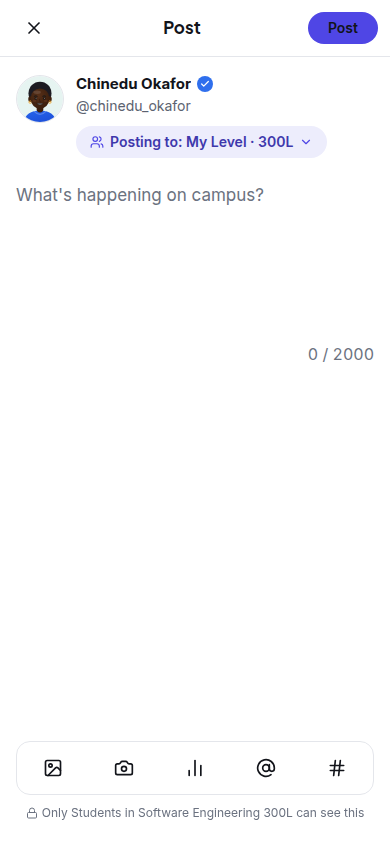 Post
Post
Chinedu Okafor
@chinedu_okafor
Posting to: My Level · 300L
What's happening on campus?
0 / 2000
Only Students in Software Engineering 300L can see this